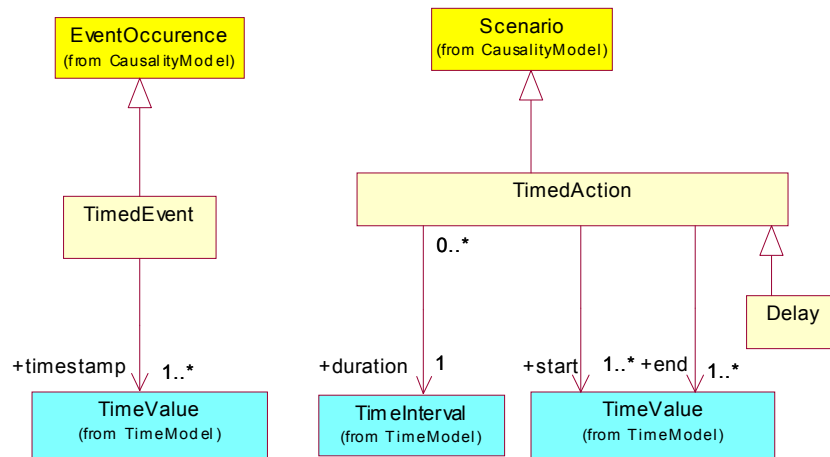 EventOccurence
(from CausalityModel)
Scenario
(from CausalityModel)
TimedEvent
TimedAction
0..*
Delay
+timestamp
1..*
+duration
1
+start
1..*
+end
1..*
TimeValue
(from TimeModel)
TimeInterval
(from TimeModel)
TimeValue
(from TimeModel)